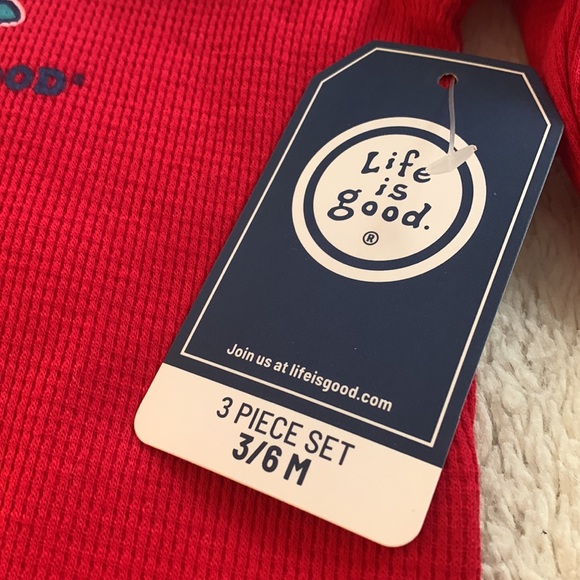 OOD
Life
is
good.
®
Join us at lifeisgood.com
3 PIECE SET
3/6 M